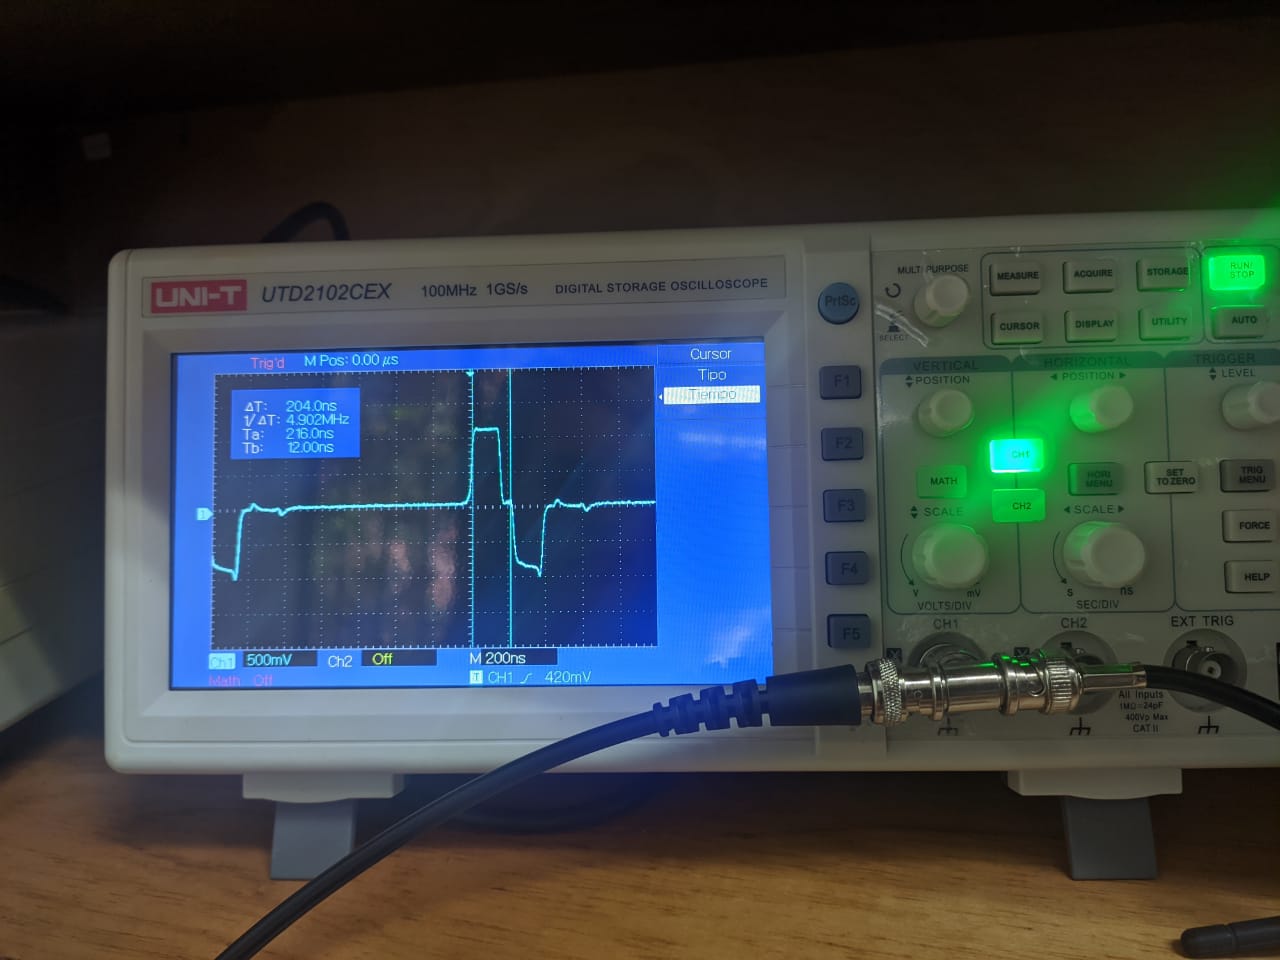 UNI-T UTD2102CEX 100MHz 1GS/s DIGITAL STORAGE OSCILLOSCOPE
Trig'd M Pos: 0.00 µs
Cursor
Tipo
Tiempo
ΔT: 204.0ns
1/ΔT: 4.902MHz
Ta: 216.0ns
Tb: 12.00ns
1
Ch1 500mV Ch2 Off M 200ns
Math Off T CH1 420mV
PrtSc
F1
F2
F3
F4
F5
MULTI PURPOSE
SELECT
MEASURE ACQUIRE STORAGE
RUN/
STOP
CURSOR DISPLAY UTILITY AUTO
VERTICAL HORIZONTAL TRIGGER
POSITION POSITION LEVEL
CH1
MATH
HORI
MENU
SET
TO ZERO
TRIG
MENU
CH2
SCALE SCALE
FORCE
HELP
V mV
VOLTS/DIV
S nS
SEC/DIV
CH1 CH2 EXT TRIG
X
All Inputs
1MΩ=24pF
400Vp Max
CAT II